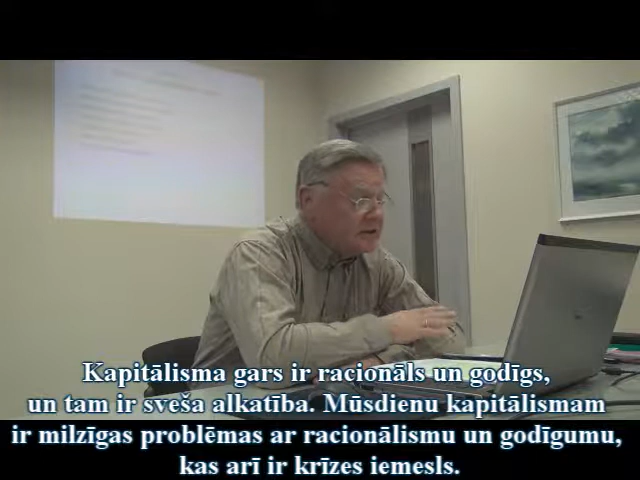 Kapitālisma gars ir racionāls un godīgs,
un tam ir sveša alkatība. Mūsdienu kapitālismam
ir milzīgas problēmas ar racionālismu un godīgumu,
kas arī ir krīzes iemesls.